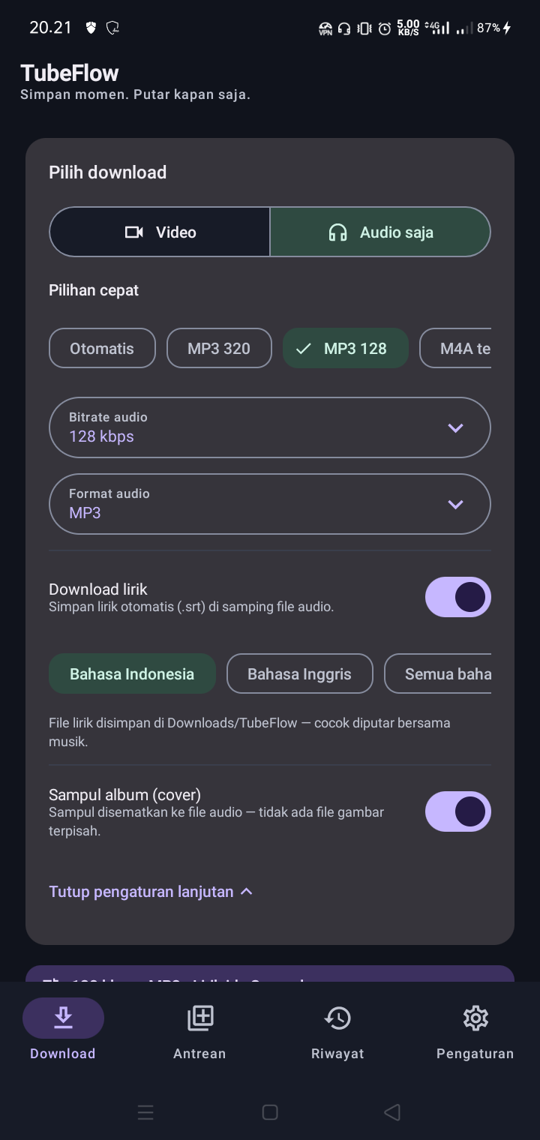 20.21
VPN 5.00 KB/S 4G 87%
TubeFlow
Simpan momen. Putar kapan saja.
Pilih download
Video Audio saja
Pilihan cepat
Otomatis MP3 320 MP3 128 M4A te
Bitrate audio
128 kbps
Format audio
MP3
Download lirik
Simpan lirik otomatis (.srt) di samping file audio.
Bahasa Indonesia Bahasa Inggris Semua baha
File lirik disimpan di Downloads/TubeFlow — cocok diputar bersama
musik.
Sampul album (cover)
Sampul disematkan ke file audio — tidak ada file gambar
terpisah.
Tutup pengaturan lanjutan
Download Antrean Riwayat Pengaturan